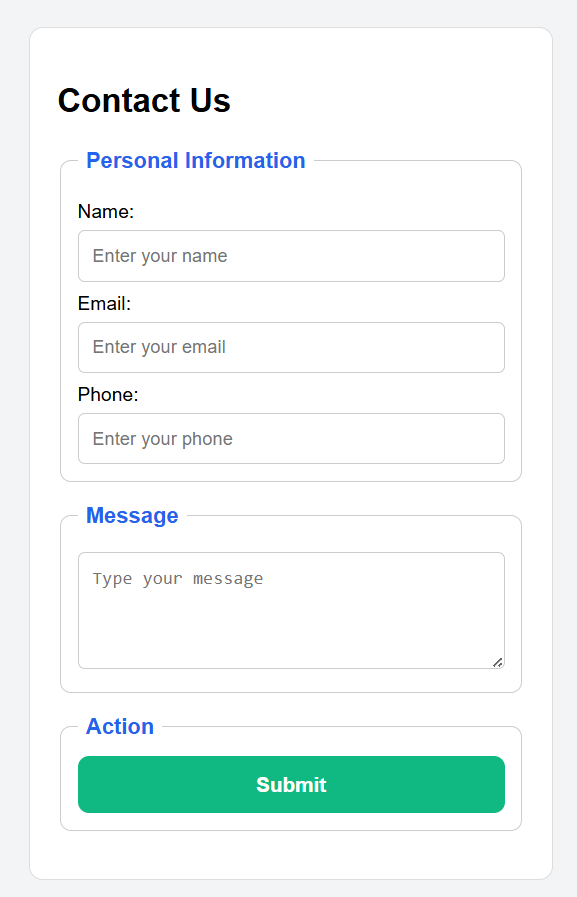 Contact Us
Personal Information
Name:
Enter your name
Email:
Enter your email
Phone:
Enter your phone
Message
Type your message
Action
Submit